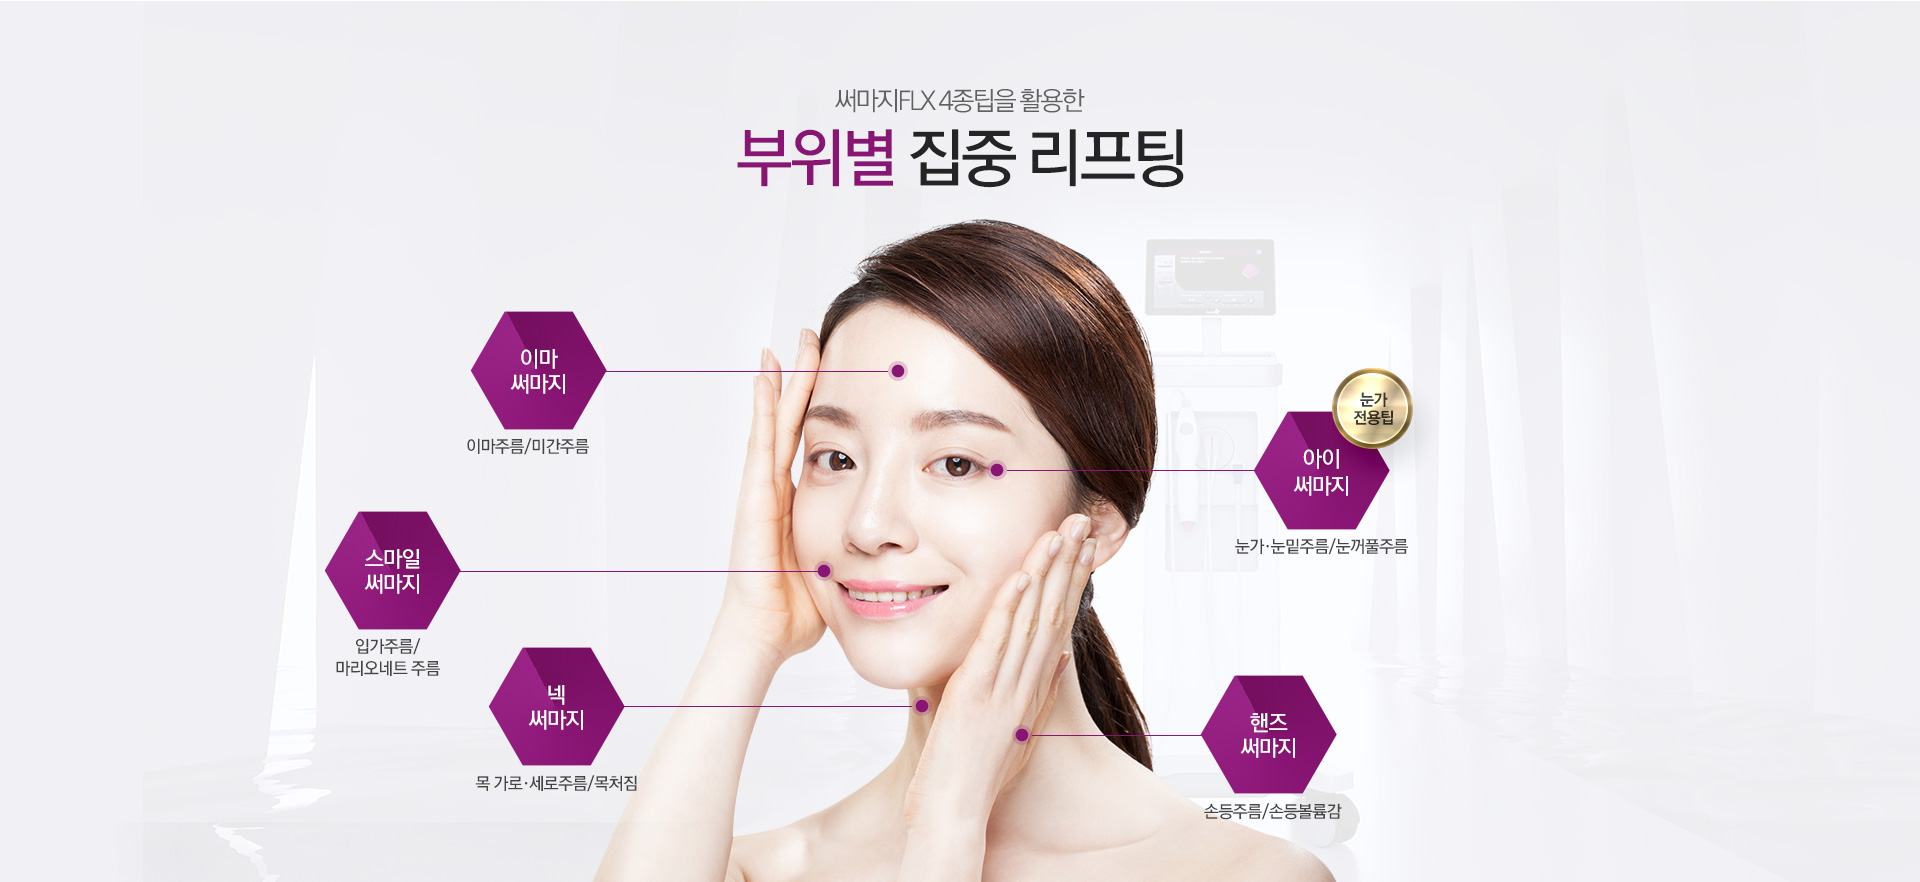 써마지FLX 4종팁을 활용한
부위별 집중 리프팅
이마
써마지
이마주름/미간주름
눈가
전용팁
아이
써마지
눈가·눈밑주름/눈꺼풀주름
스마일
써마지
입가주름/
마리오네트 주름
넥
써마지
목 가로·세로주름/목처짐
핸즈
써마지
손등주름/손등볼륨감